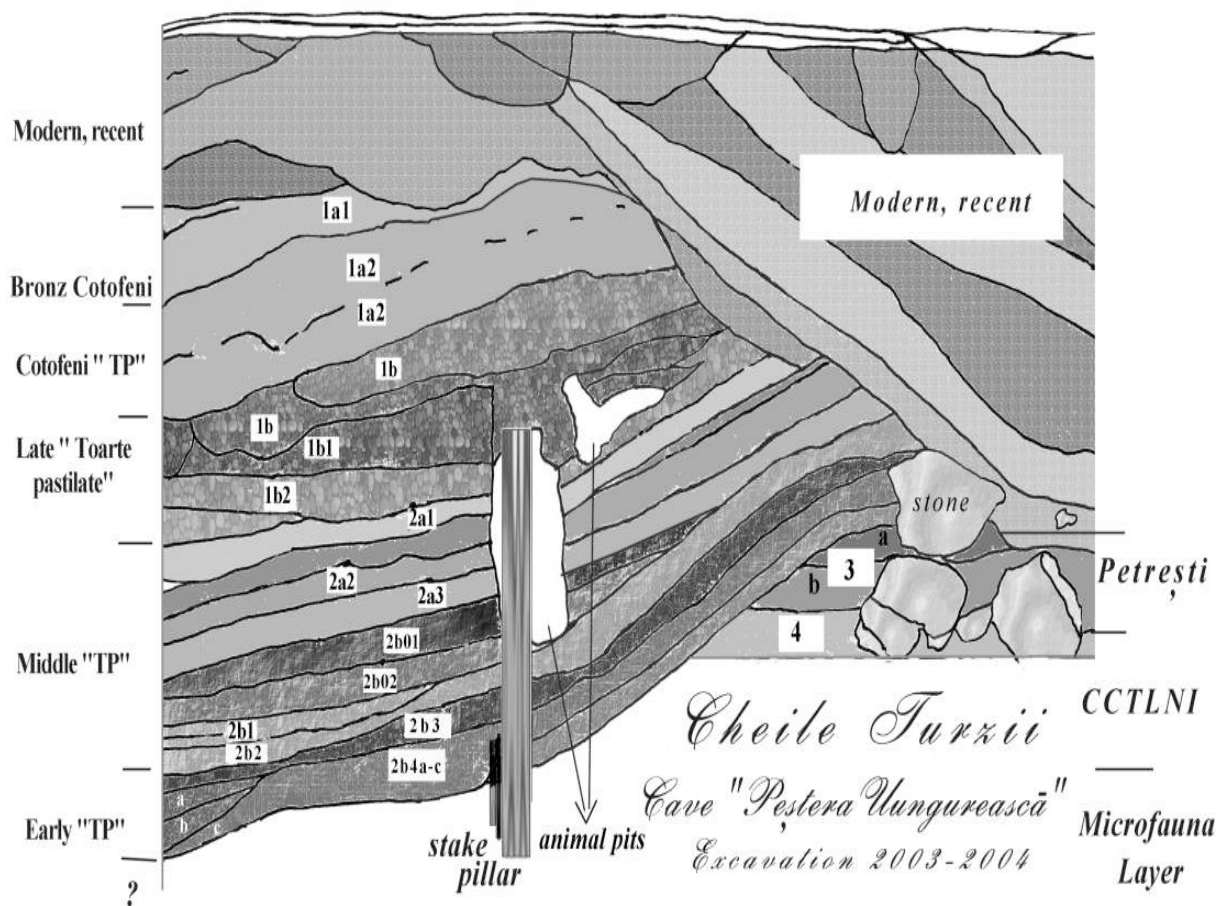 Modern, recent
Bronz Cotofeni
Cotofeni " TP"
Late " Toarte
pastilate"
Middle "TP"
Early "TP"
?
1a1
1a2
1a2
1b
1b
1b1
1b2
2a1
2a2
2a3
2b01
2b02
2b1
2b2
2b3
2b4a-c
a
b
c
stake
pillar
animal pits
Modern, recent
stone
a
3
b
4
Petrești
CCTLNI
Microfauna
Layer
Cheile Turzii
Cave "Peștera Uungurească"
Excavation 2003-2004